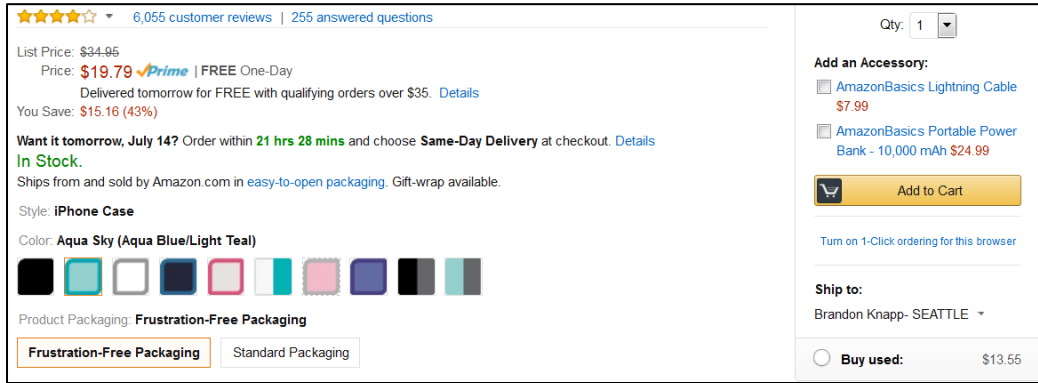 6,055 customer reviews | 255 answered questions
List Price: $34.95
Price: $19.79 Prime | FREE One-Day
Delivered tomorrow for FREE with qualifying orders over $35. Details
You Save: $15.16 (43%)
Want it tomorrow, July 14? Order within 21 hrs 28 mins and choose Same-Day Delivery at checkout. Details
In Stock.
Ships from and sold by Amazon.com in easy-to-open packaging. Gift-wrap available.
Style: iPhone Case
Color: Aqua Sky (Aqua Blue/Light Teal)
Product Packaging: Frustration-Free Packaging
Frustration-Free Packaging
Standard Packaging
Qty: 1
Add an Accessory:
AmazonBasics Lightning Cable
$7.99
AmazonBasics Portable Power
Bank - 10,000 mAh $24.99
Add to Cart
Turn on 1-Click ordering for this browser
Ship to:
Brandon Knapp- SEATTLE
Buy used: $13.55